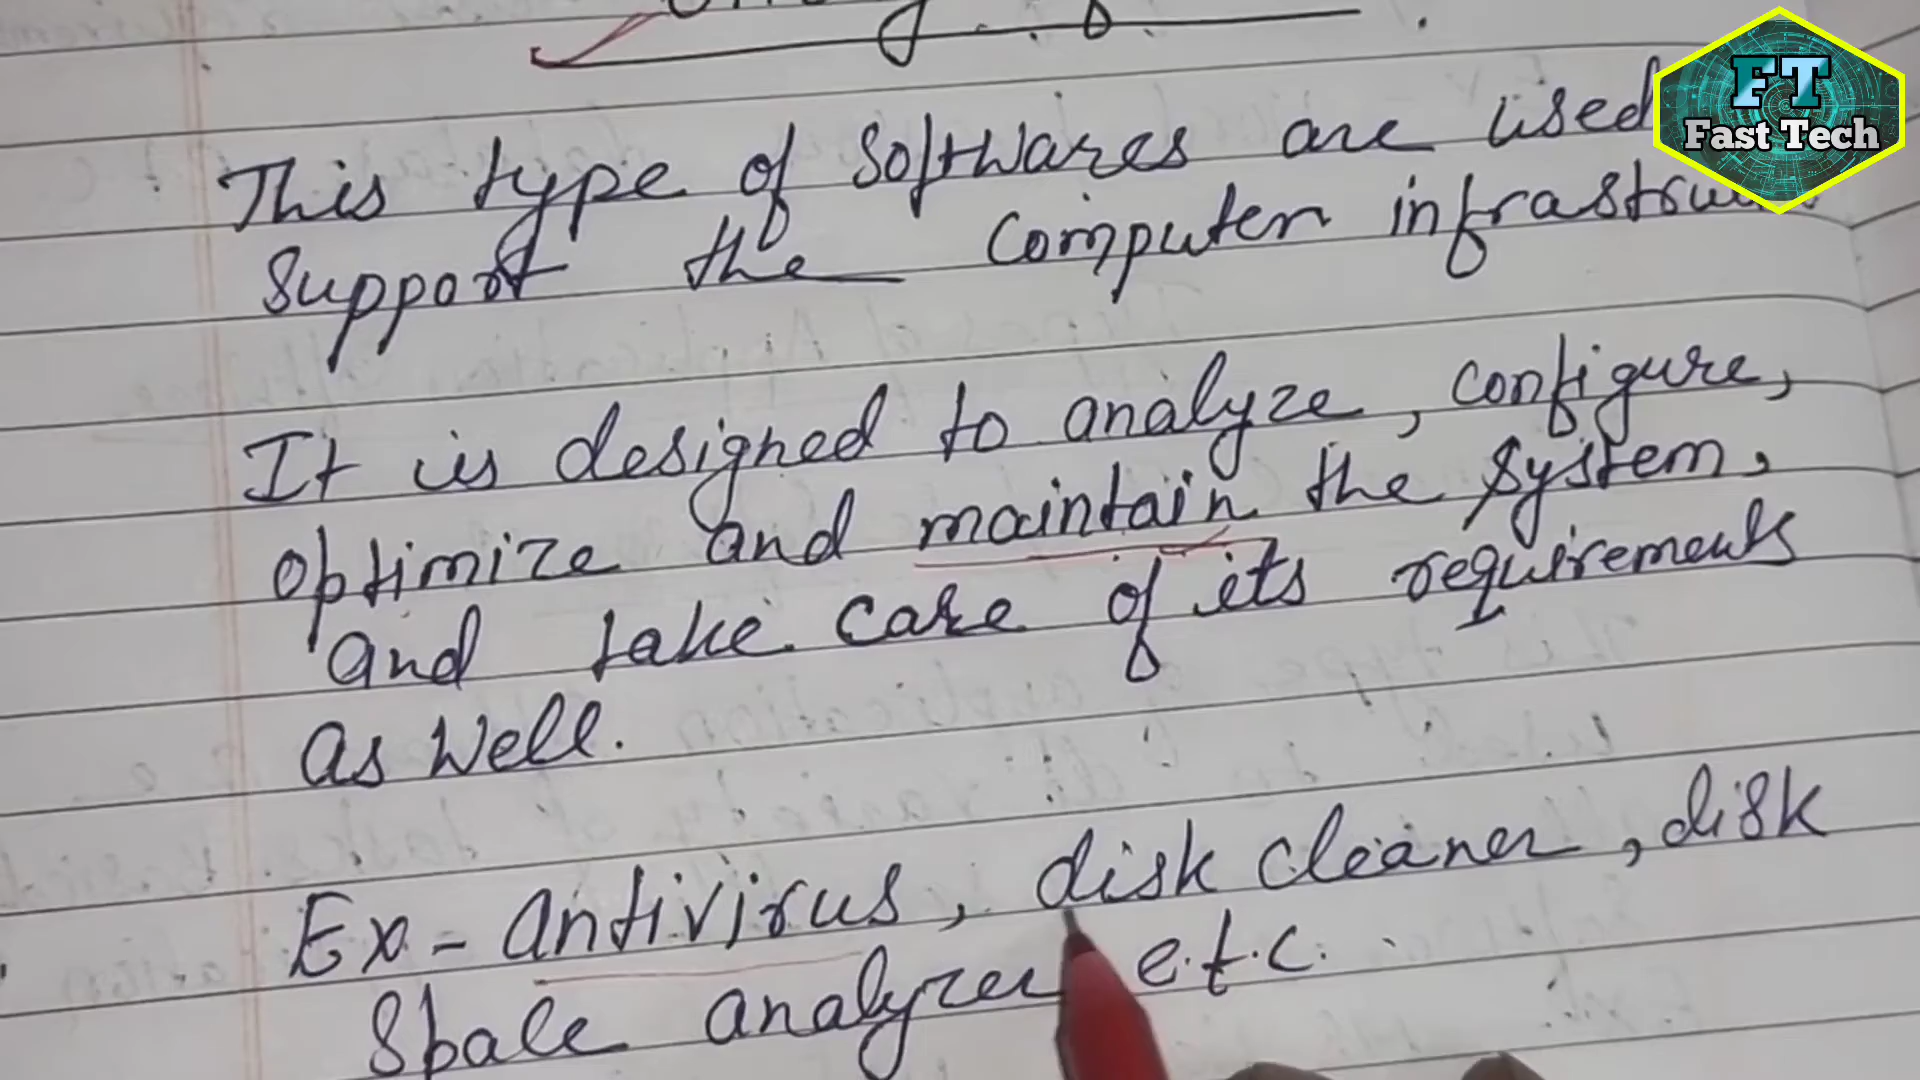 This type of Softwares are used
Support the Computer
It is designed to analyze, configure,
optimize and maintain the system,
and take care of its requirements
as well.
Ex - antivirus, disk cleaner, disk
Space analyzer e.t.c.
FT
Fast Tech